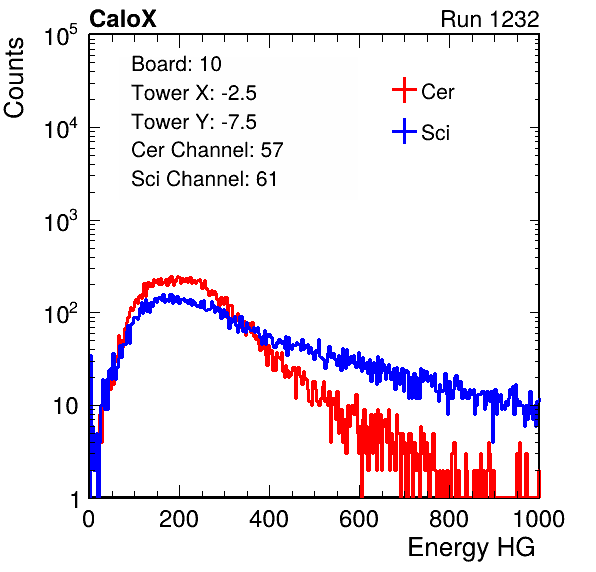 CaloX Run 1232
Counts
Board: 10
Tower X: -2.5
Tower Y: -7.5
Cer Channel: 57
Sci Channel: 61
Cer
Sci
10^5
10^4
10^3
10^2
10
1
0 200 400 600 800 1000
Energy HG